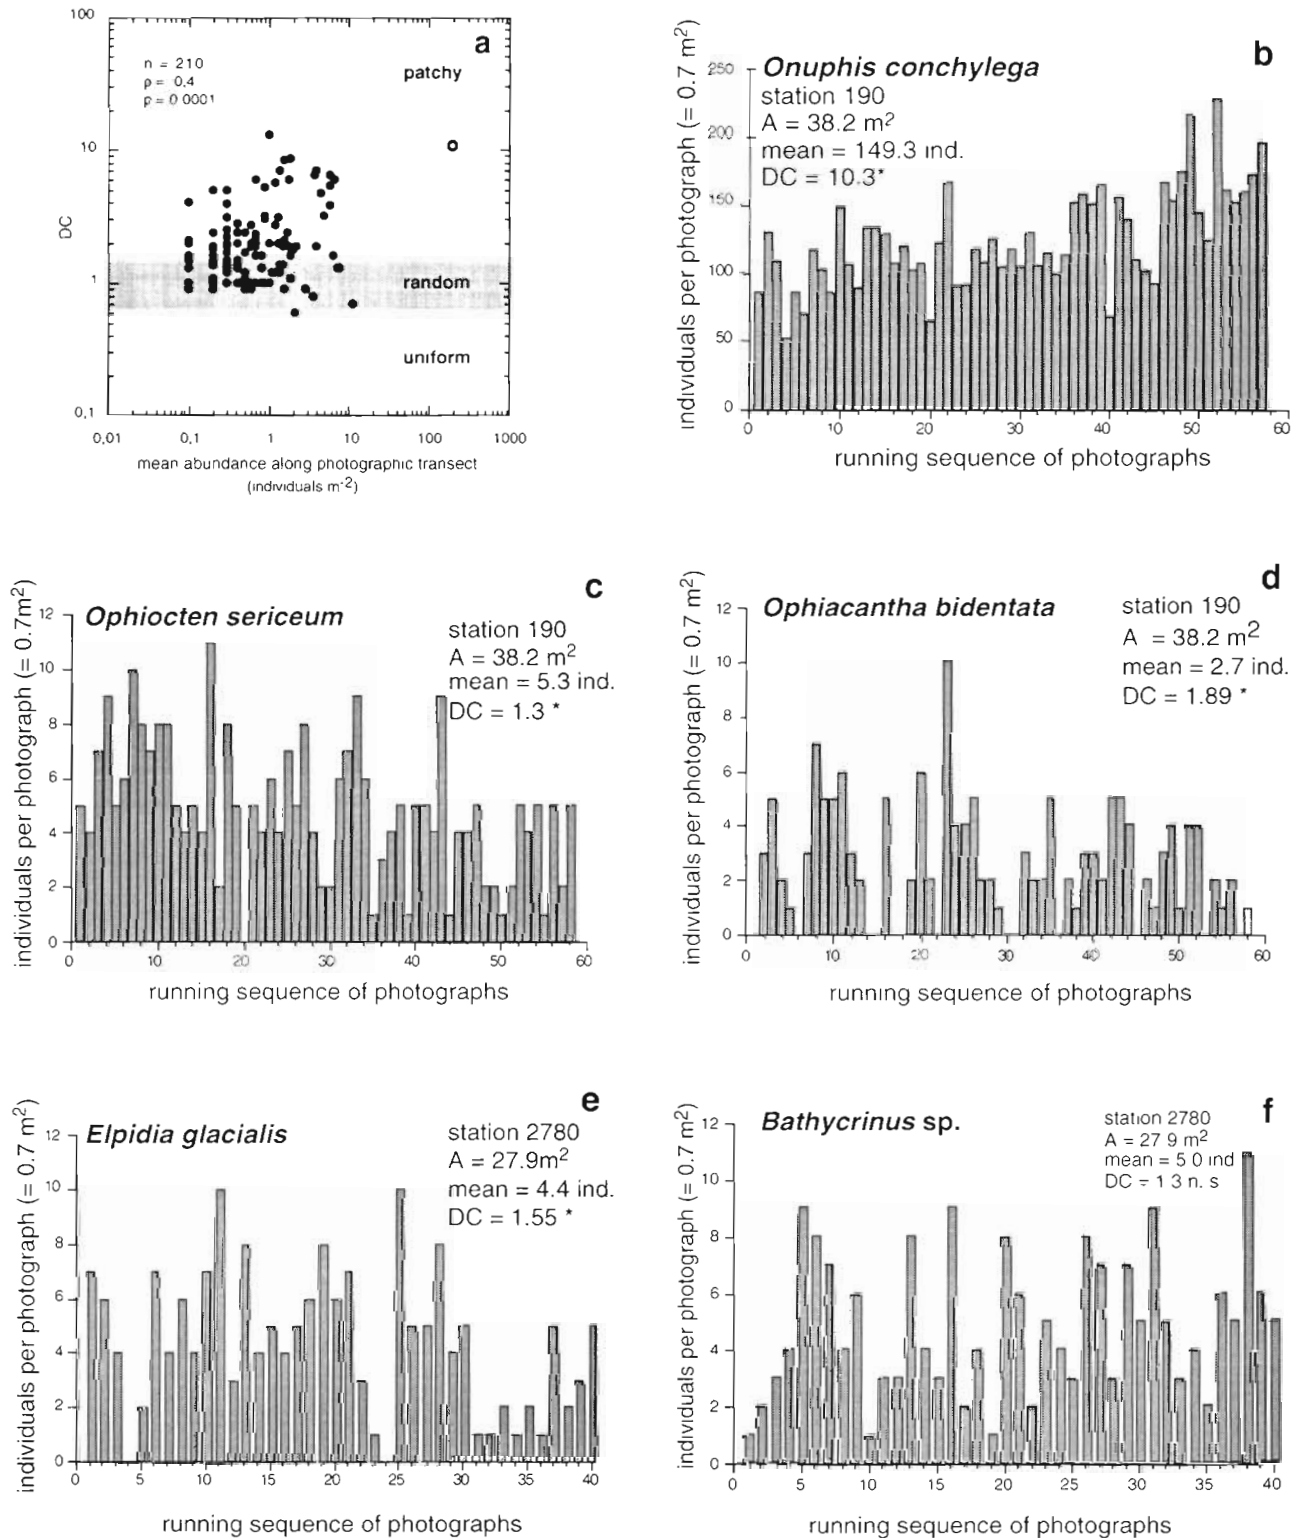 a
n = 210
ρ = 0,4
p = 0 0001
patchy
random
uniform
100
10
1
0,1
DC
0,01 0,1 1 10 100 1000
mean abundance along photographic transect
(individuals m-2)
b
Onuphis conchylega
station 190
A = 38.2 m2
mean = 149.3 ind.
DC = 10.3*
250
200
150
100
50
0
individuals per photograph (= 0.7 m2)
0 10 20 30 40 50 60
running sequence of photographs
c
Ophiocten sericeum
station 190
A = 38.2 m2
mean = 5.3 ind.
DC = 1.3 *
12
10
8
6
4
2
0
individuals per photograph (= 0.7m2)
0 10 20 30 40 50 60
running sequence of photographs
d
Ophiacantha bidentata
station 190
A = 38.2 m2
mean = 2.7 ind.
DC = 1.89 *
12
10
8
6
4
2
0
individuals per photograph (= 0.7 m2)
0 10 20 30 40 50 60
running sequence of photographs
e
Elpidia glacialis
station 2780
A = 27.9m2
mean = 4.4 ind.
DC = 1.55 *
12
10
8
6
4
2
0
individuals per photograph (= 0.7 m2)
0 5 10 15 20 25 30 35 40
running sequence of photographs
f
Bathycrinus sp.
station 2780
A = 27 9 m2
mean = 5 0 ind
DC = 1 3 n. s
12
10
8
6
4
2
0
individuals per photograph (= 0.7 m2)
0 5 10 15 20 25 30 35 40
running sequence of photographs